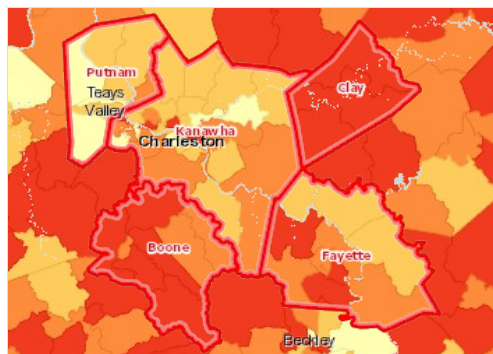 Putnam
Teays
Valley
Clay
Kanawha
Charleston
Boone
Fayette
Beckley